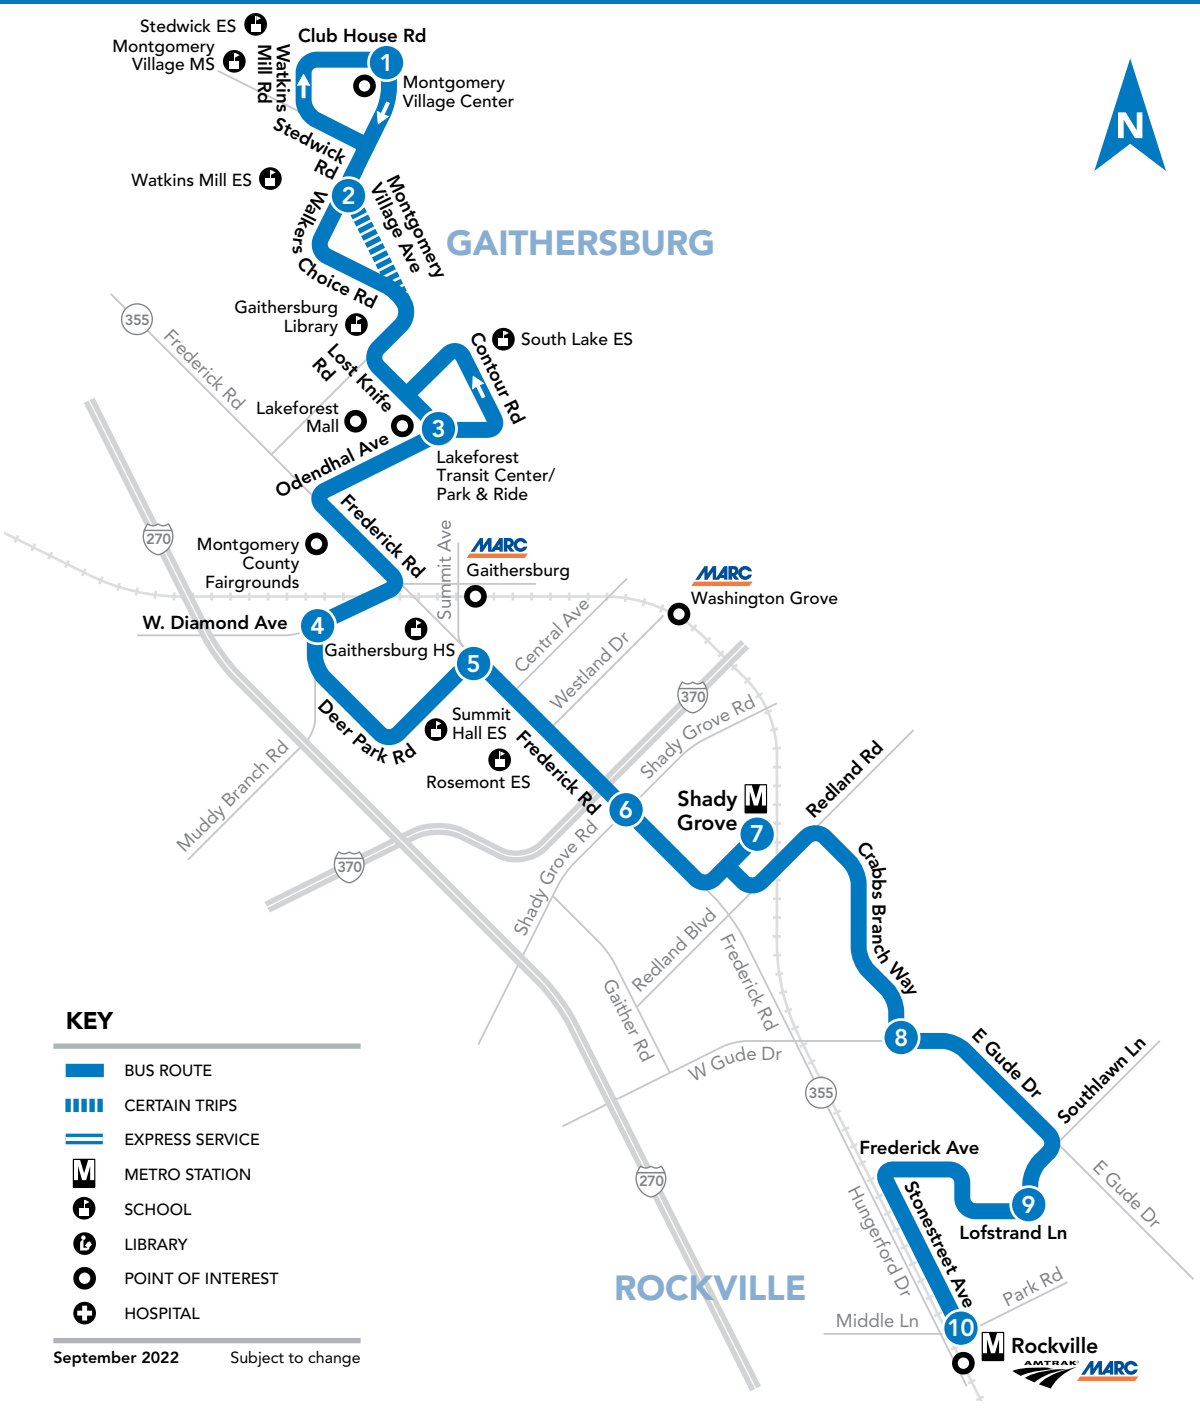 Stedwick ES
Montgomery
Village MS
Watkins
Mill Rd
Club House Rd
1
Montgomery
Village Center
N
Stedwick
Rd
Watkins Mill ES
2
Montgomery
Village Ave
Walkers
Choice Rd
GAITHERSBURG
Gaithersburg
Library
355
Frederick Rd
South Lake ES
Contour Rd
Lost Knife
Rd
Lakeforest
Mall
3
Odendhal Ave
Lakeforest
Transit Center/
Park & Ride
270
Frederick Rd
Montgomery
County
Fairgrounds
Summit Ave
MARC
Gaithersburg
MARC
Washington Grove
W. Diamond Ave
4
Gaithersburg HS
5
Central Ave
Westland Dr
370
Shady Grove Rd
Deer Park Rd
Summit
Hall ES
Rosemont ES
Frederick Rd
Muddy Branch Rd
6
Shady
Grove
M
7
Redland Rd
370
Shady Grove Rd
Crabbs Branch Way
Redland Blvd
Frederick Rd
Gaither Rd
W Gude Dr
8
E Gude Dr
Southlawn Ln
355
Frederick Ave
E Gude Dr
270
Hungerford Dr
Stonestreet Ave
9
Lofstrand Ln
ROCKVILLE
Park Rd
Middle Ln
10
M
Rockville
AMTRAK
MARC
KEY
BUS ROUTE
CERTAIN TRIPS
EXPRESS SERVICE
M
METRO STATION
SCHOOL
LIBRARY
POINT OF INTEREST
HOSPITAL
September 2022
Subject to change